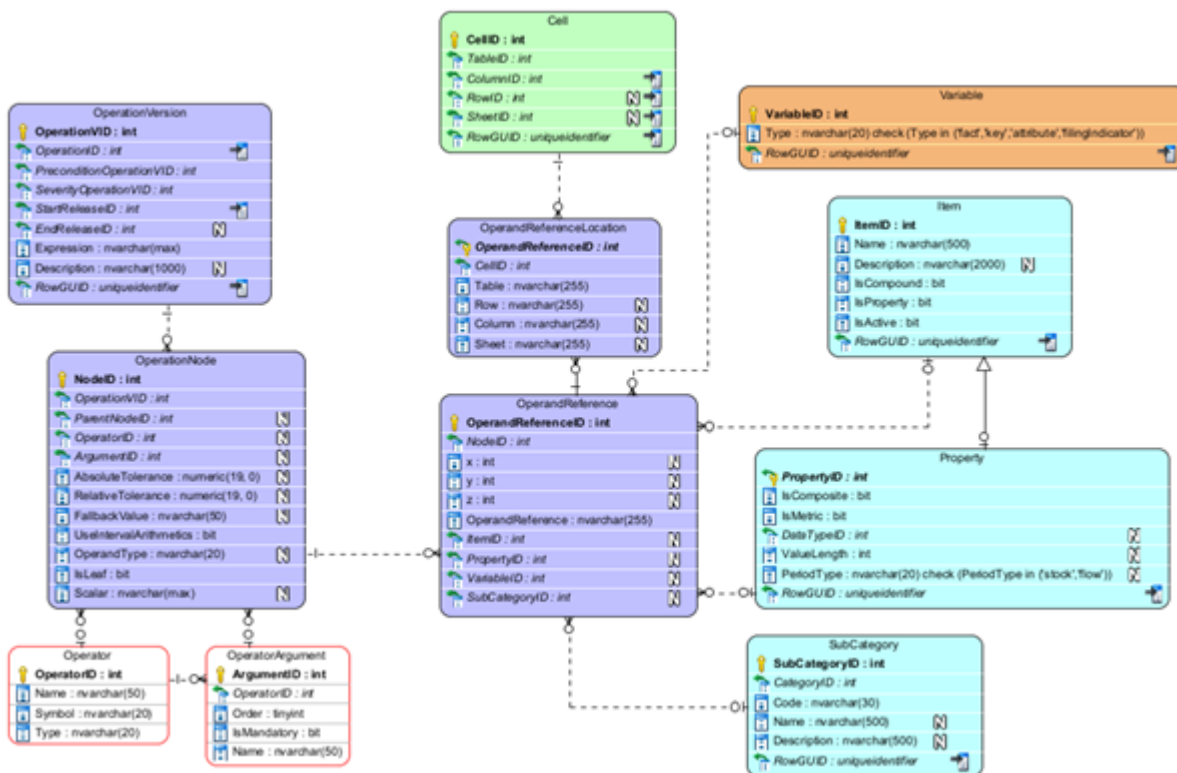 Cell
CellID : int
TableID : int
ColumnID : int
RowID : int N
SheetID : int N
RowGUID : uniqueidentifier
OperationVersion
OperationVID : int
OperationID : int
PreconditionOperationVID : int
SeverityOperationVID : int
StartReleaseID : int
EndReleaseID : int N
Expression : nvarchar(max)
Description : nvarchar(1000) N
RowGUID : uniqueidentifier
Variable
VariableID : int
Type : nvarchar(20) check (Type in ('fact','key','attribute','filingIndicator'))
RowGUID : uniqueidentifier
OperandReferenceLocation
OperandReferenceID : int
CellID : int
Table : nvarchar(255)
Row : nvarchar(255) N
Column : nvarchar(255) N
Sheet : nvarchar(255) N
Item
ItemID : int
Name : nvarchar(500)
Description : nvarchar(2000) N
IsCompound : bit
IsProperty : bit
IsActive : bit
RowGUID : uniqueidentifier
OperationNode
NodeID : int
OperationVID : int
ParentNodeID : int N
OperatorID : int N
ArgumentID : int N
AbsoluteTolerance : numeric(19, 0) N
RelativeTolerance : numeric(19, 0) N
FallbackValue : nvarchar(50) N
UseIntervalArithmetics : bit
OperandType : nvarchar(20) N
IsLeaf : bit
Scalar : nvarchar(max) N
OperandReference
OperandReferenceID : int
NodeID : int
x : int N
y : int N
z : int N
OperandReference : nvarchar(255)
ItemID : int N
PropertyID : int N
VariableID : int N
SubCategoryID : int N
Property
PropertyID : int
IsComposite : bit
IsMetric : bit
DataTypeID : int N
ValueLength : int N
PeriodType : nvarchar(20) check (PeriodType in ('stock','flow')) N
RowGUID : uniqueidentifier
Operator
OperatorID : int
Name : nvarchar(50)
Symbol : nvarchar(20)
Type : nvarchar(20)
OperatorArgument
ArgumentID : int
OperatorID : int
Order : tinyint
IsMandatory : bit
Name : nvarchar(50)
SubCategory
SubCategoryID : int
CategoryID : int
Code : nvarchar(30)
Name : nvarchar(500) N
Description : nvarchar(500) N
RowGUID : uniqueidentifier